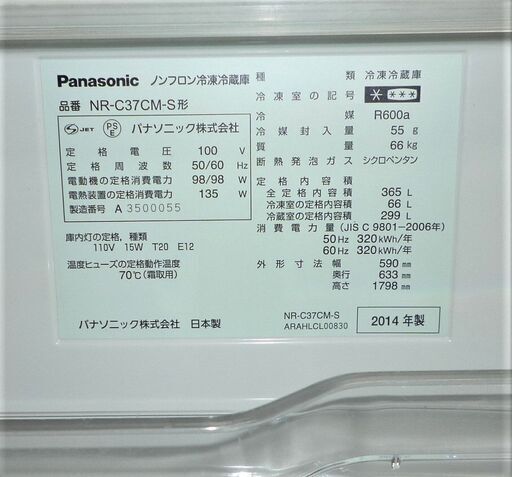 Panasonic ノンフロン冷凍冷蔵庫
品番 NR-C37CM-S形
S JET PS E パナソニック株式会社
定格電圧 100 V
定格周波数 50/60 Hz
電動機の定格消費電力 98/98 W
電熱装置の定格消費電力 135 W
製造番号 A 3500055
庫内灯の定格,種類
110V 15W T20 E12
温度ヒューズの定格動作温度
70℃(霜取用)
パナソニック株式会社 日本製
種類 冷凍冷蔵庫
冷凍室の記号 * ***
冷媒 R600a
冷媒封入量 55 g
質量 66 kg
断熱発泡ガス シクロペンタン
定格内容積
全定格内容積 365 L
冷凍室の定格内容積 66 L
冷蔵室の定格内容積 299 L
消費電力量(JIS C 9801-2006年)
50 Hz 320 kWh/年
60 Hz 320 kWh/年
外形寸法 幅 590 mm
奥行 633 mm
高さ 1798 mm
NR-C37CM-S
ARAHLCL00830
2014 年製